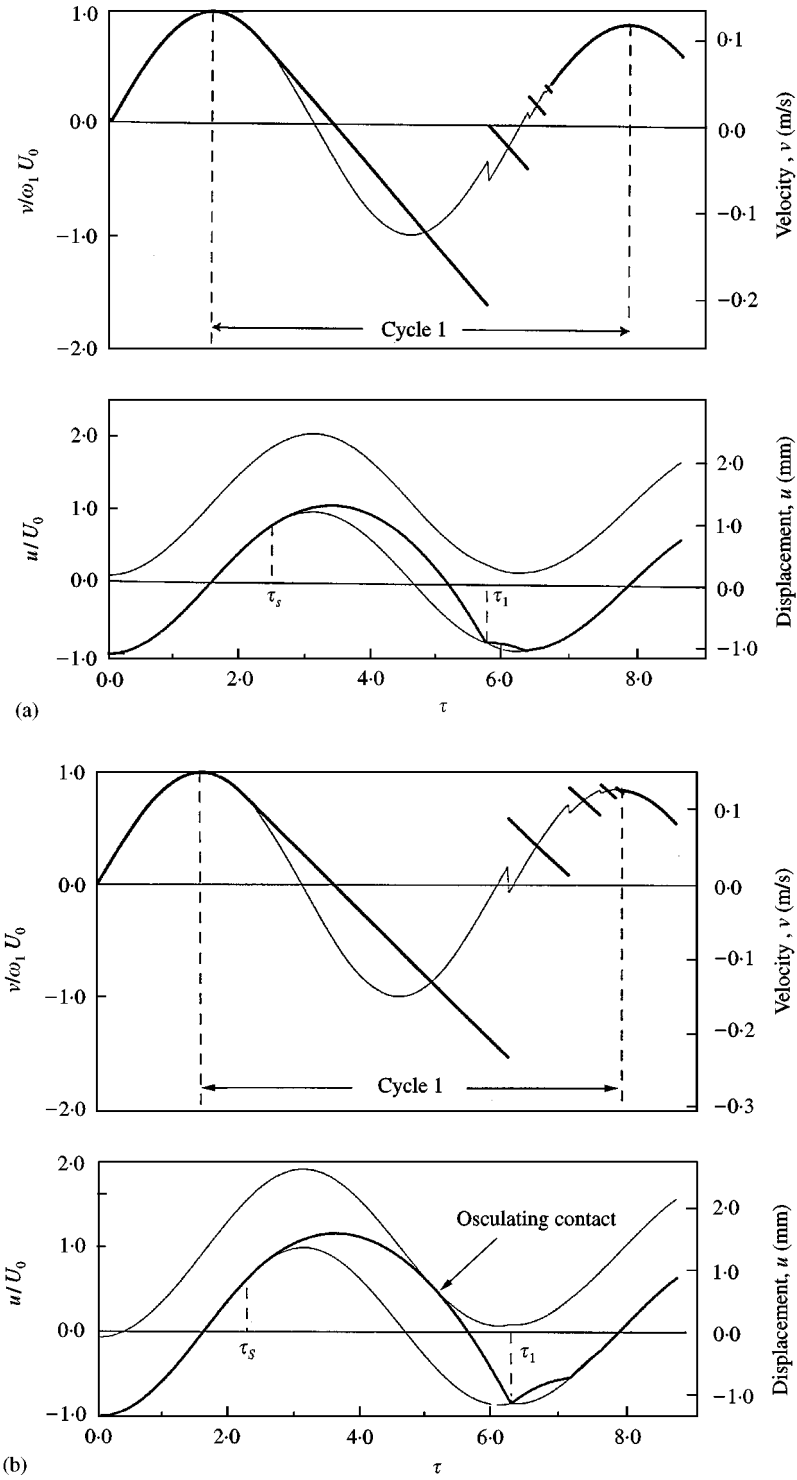 1·0
0·0
−1·0
−2·0
v/ω₁ U₀
0·1
0·0
−0·1
−0·2
Velocity , v (m/s)
Cycle 1
2·0
1·0
0·0
−1·0
u/ U₀
2·0
1·0
0·0
−1·0
Displacement, u (mm)
τₛ
τ₁
0·0 2·0 4·0 6·0 8·0
τ
(a)
1·0
0·0
−1·0
−2·0
v/ω₁ U₀
0·1
0·0
−0·1
−0·2
−0·3
Velocity , v (m/s)
Cycle 1
2·0
1·0
0·0
−1·0
u/ U₀
2·0
1·0
0·0
−1·0
Displacement, u (mm)
Osculating contact
τ_S
τ₁
0·0 2·0 4·0 6·0 8·0
τ
(b)